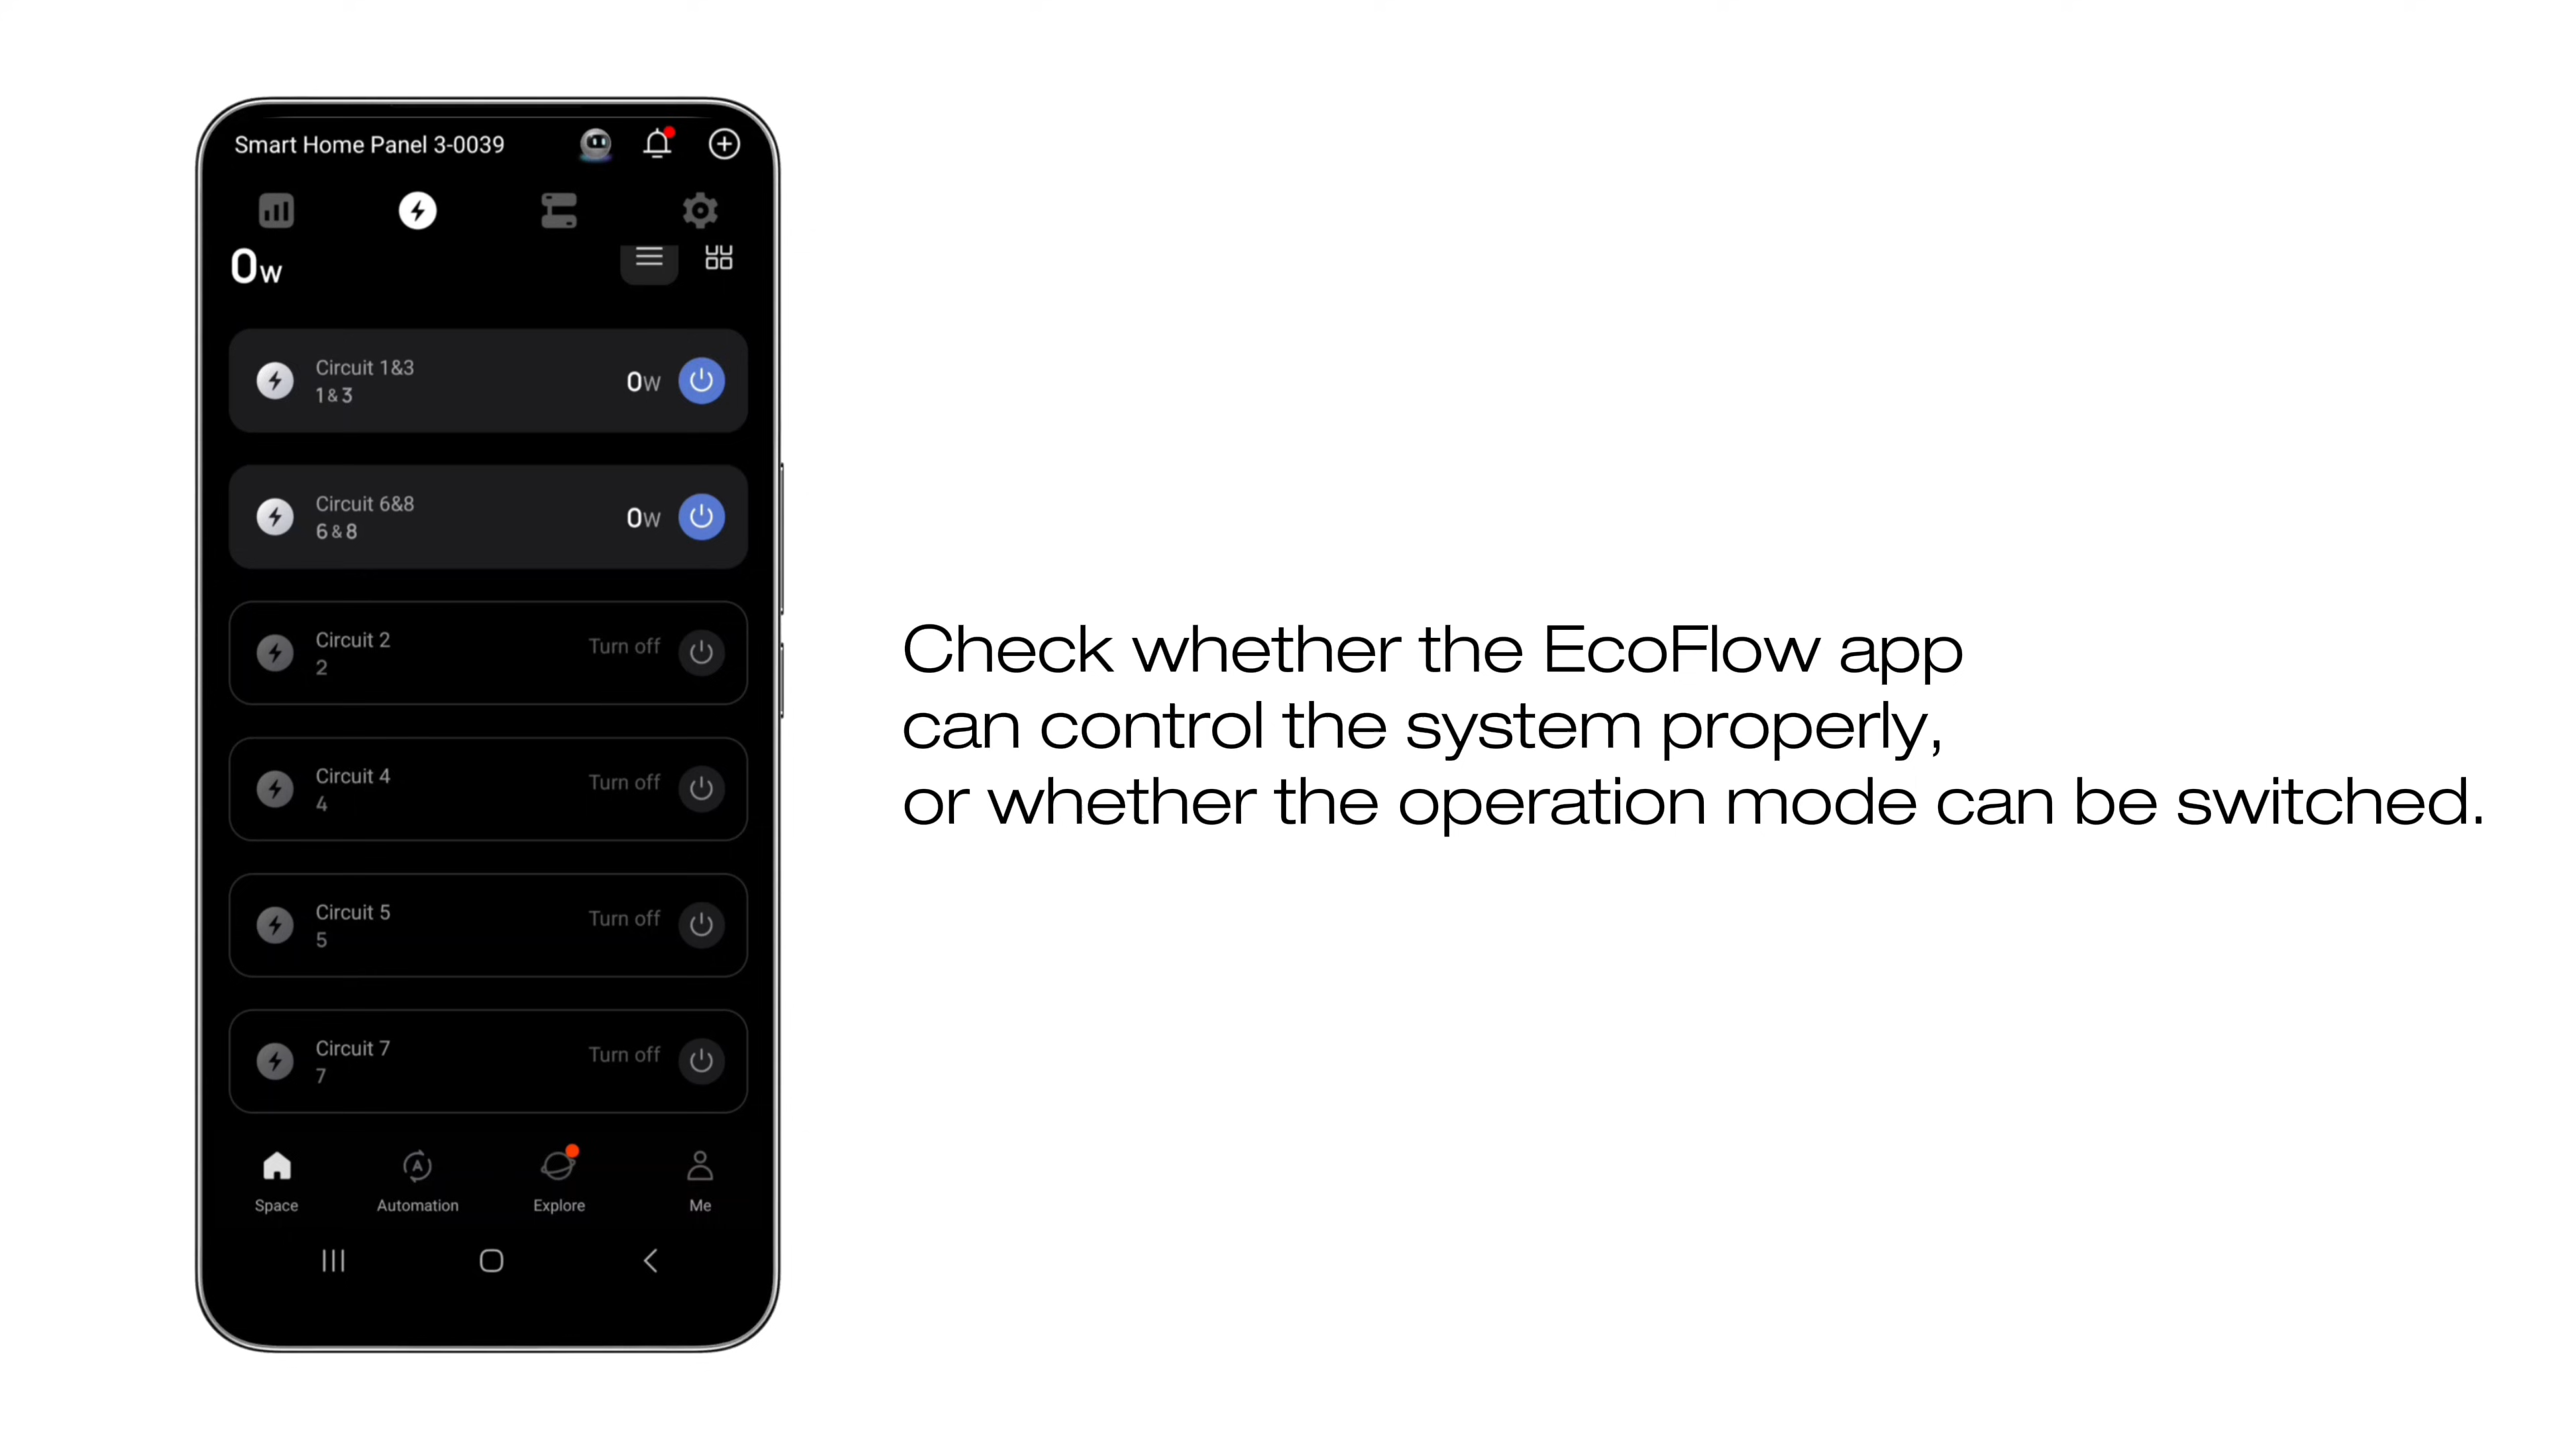 Smart Home Panel 3-0039
0W
Circuit 1&3
1 & 3
0W
Circuit 6&8
6 & 8
0W
Circuit 2
2
Turn off
Circuit 4
4
Turn off
Circuit 5
5
Turn off
Circuit 7
7
Turn off
Space
Automation
Explore
Me
Check whether the EcoFlow app
can control the system properly,
or whether the operation mode can be switched.